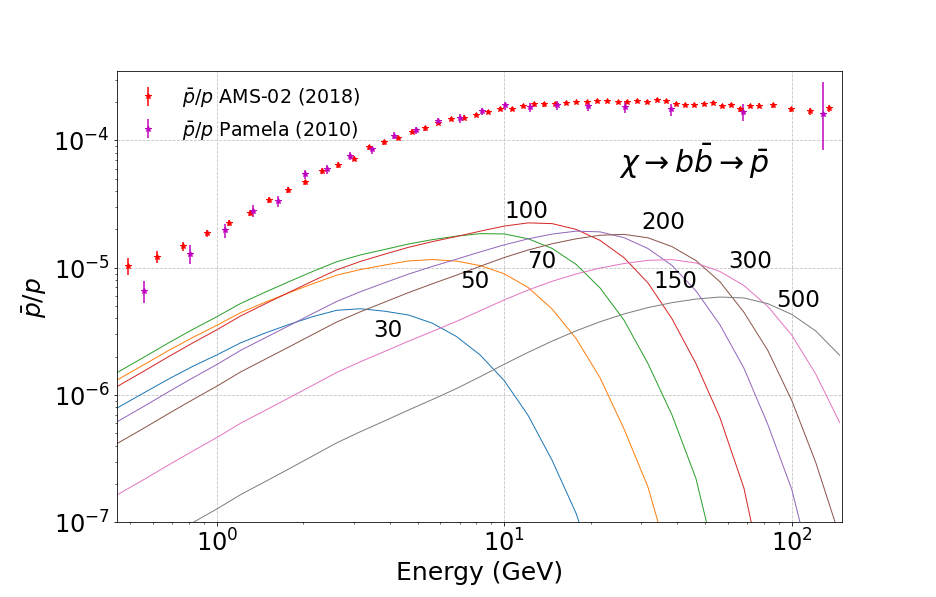 p̄/p AMS-02 (2018)
p̄/p Pamela (2010)
χ → bb̄ → p̄
100
200
70
300
50
150
500
30
10⁻⁴
10⁻⁵
10⁻⁶
10⁻⁷
p̄/p
10⁰ 10¹ 10²
Energy (GeV)